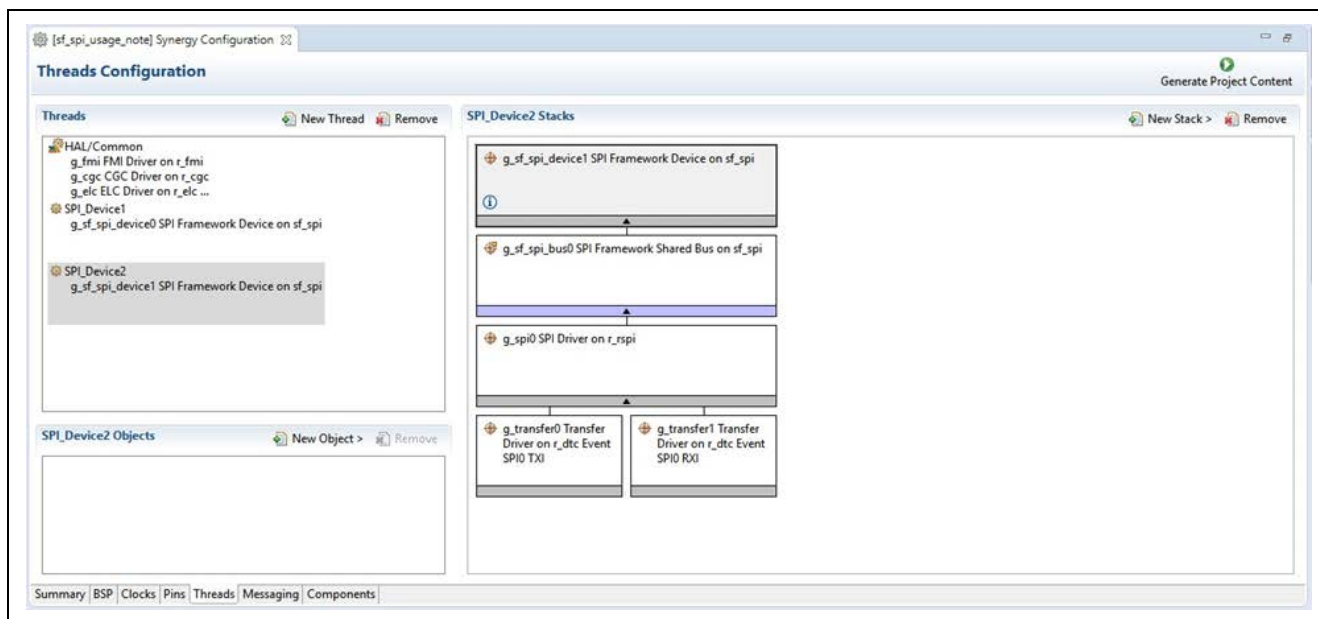 [sf_spi_usage_note] Synergy Configuration
Threads Configuration
Generate Project Content
Threads
New Thread
Remove
HAL/Common
g_fmi FMI Driver on r_fmi
g_cgc CGC Driver on r_cgc
g_elc ELC Driver on r_elc ...
SPI_Device1
g_sf_spi_device0 SPI Framework Device on sf_spi
SPI_Device2
g_sf_spi_device1 SPI Framework Device on sf_spi
SPI_Device2 Objects
New Object >
Remove
SPI_Device2 Stacks
New Stack >
Remove
g_sf_spi_device1 SPI Framework Device on sf_spi
g_sf_spi_bus0 SPI Framework Shared Bus on sf_spi
g_spi0 SPI Driver on r_rspi
g_transfer0 Transfer
Driver on r_dtc Event
SPI0 TXI
g_transfer1 Transfer
Driver on r_dtc Event
SPI0 RXI
Summary BSP Clocks Pins Threads Messaging Components